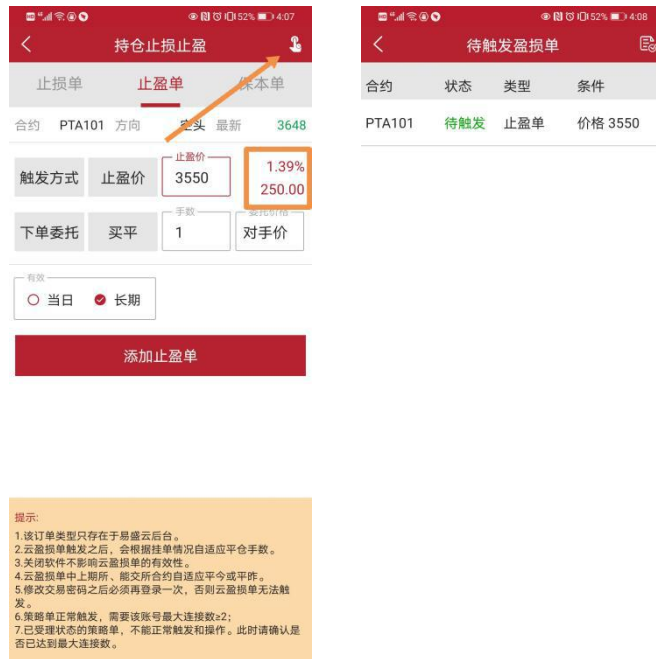 52% 4:07
持仓止损止盈
止损单 止盈单 保本单
合约 PTA101 方向 空头 最新 3648
止盈价
触发方式 止盈价 3550 1.39%
250.00
手数 委托价格
下单委托 买平 1 对手价
有效
当日 长期
添加止盈单
提示:
1.该订单类型只存在于易盛云后台。
2.云盈损单触发之后，会根据挂单情况自适应平仓手数。
3.关闭软件不影响云盈损单的有效性。
4.云盈损单中上期所、能交所合约自适应平今或平昨。
5.修改交易密码之后必须再登录一次，否则云盈损单无法触
发。
6.策略单正常触发，需要该账号最大连接数≥2;
7.已受理状态的策略单，不能正常触发和操作。此时请确认是
否已达到最大连接数。
52% 4:08
待触发盈损单
合约 状态 类型 条件
PTA101 待触发 止盈单 价格 3550